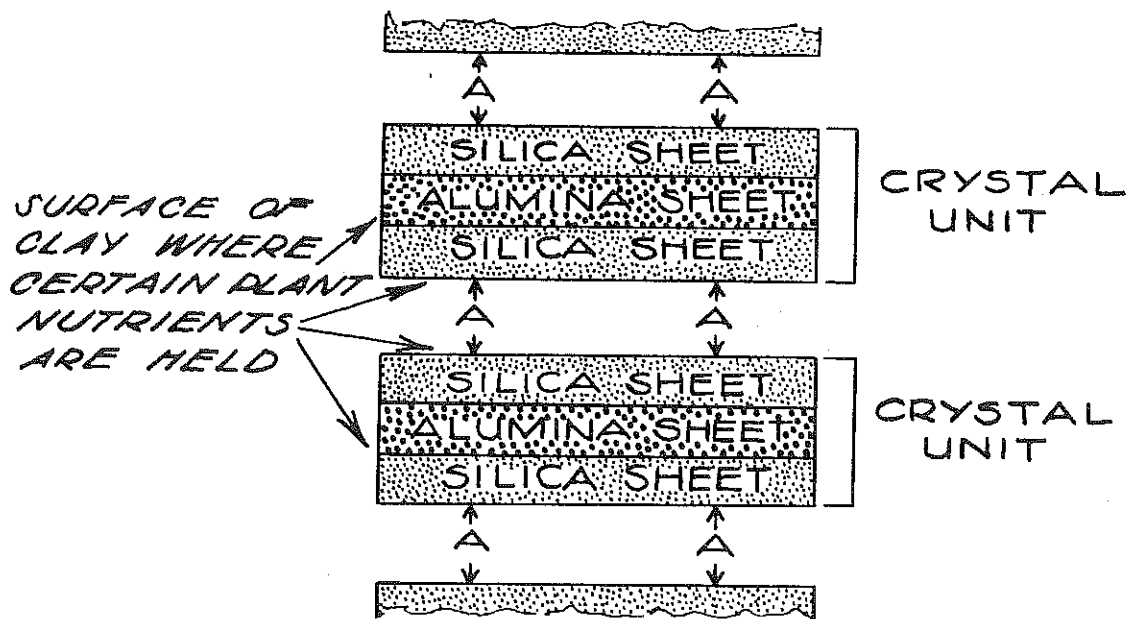 A A
SILICA SHEET
ALUMINA SHEET
SILICA SHEET
CRYSTAL
UNIT
SURFACE OF
CLAY WHERE
CERTAIN PLANT
NUTRIENTS
ARE HELD
A A
SILICA SHEET
ALUMINA SHEET
SILICA SHEET
CRYSTAL
UNIT
A A